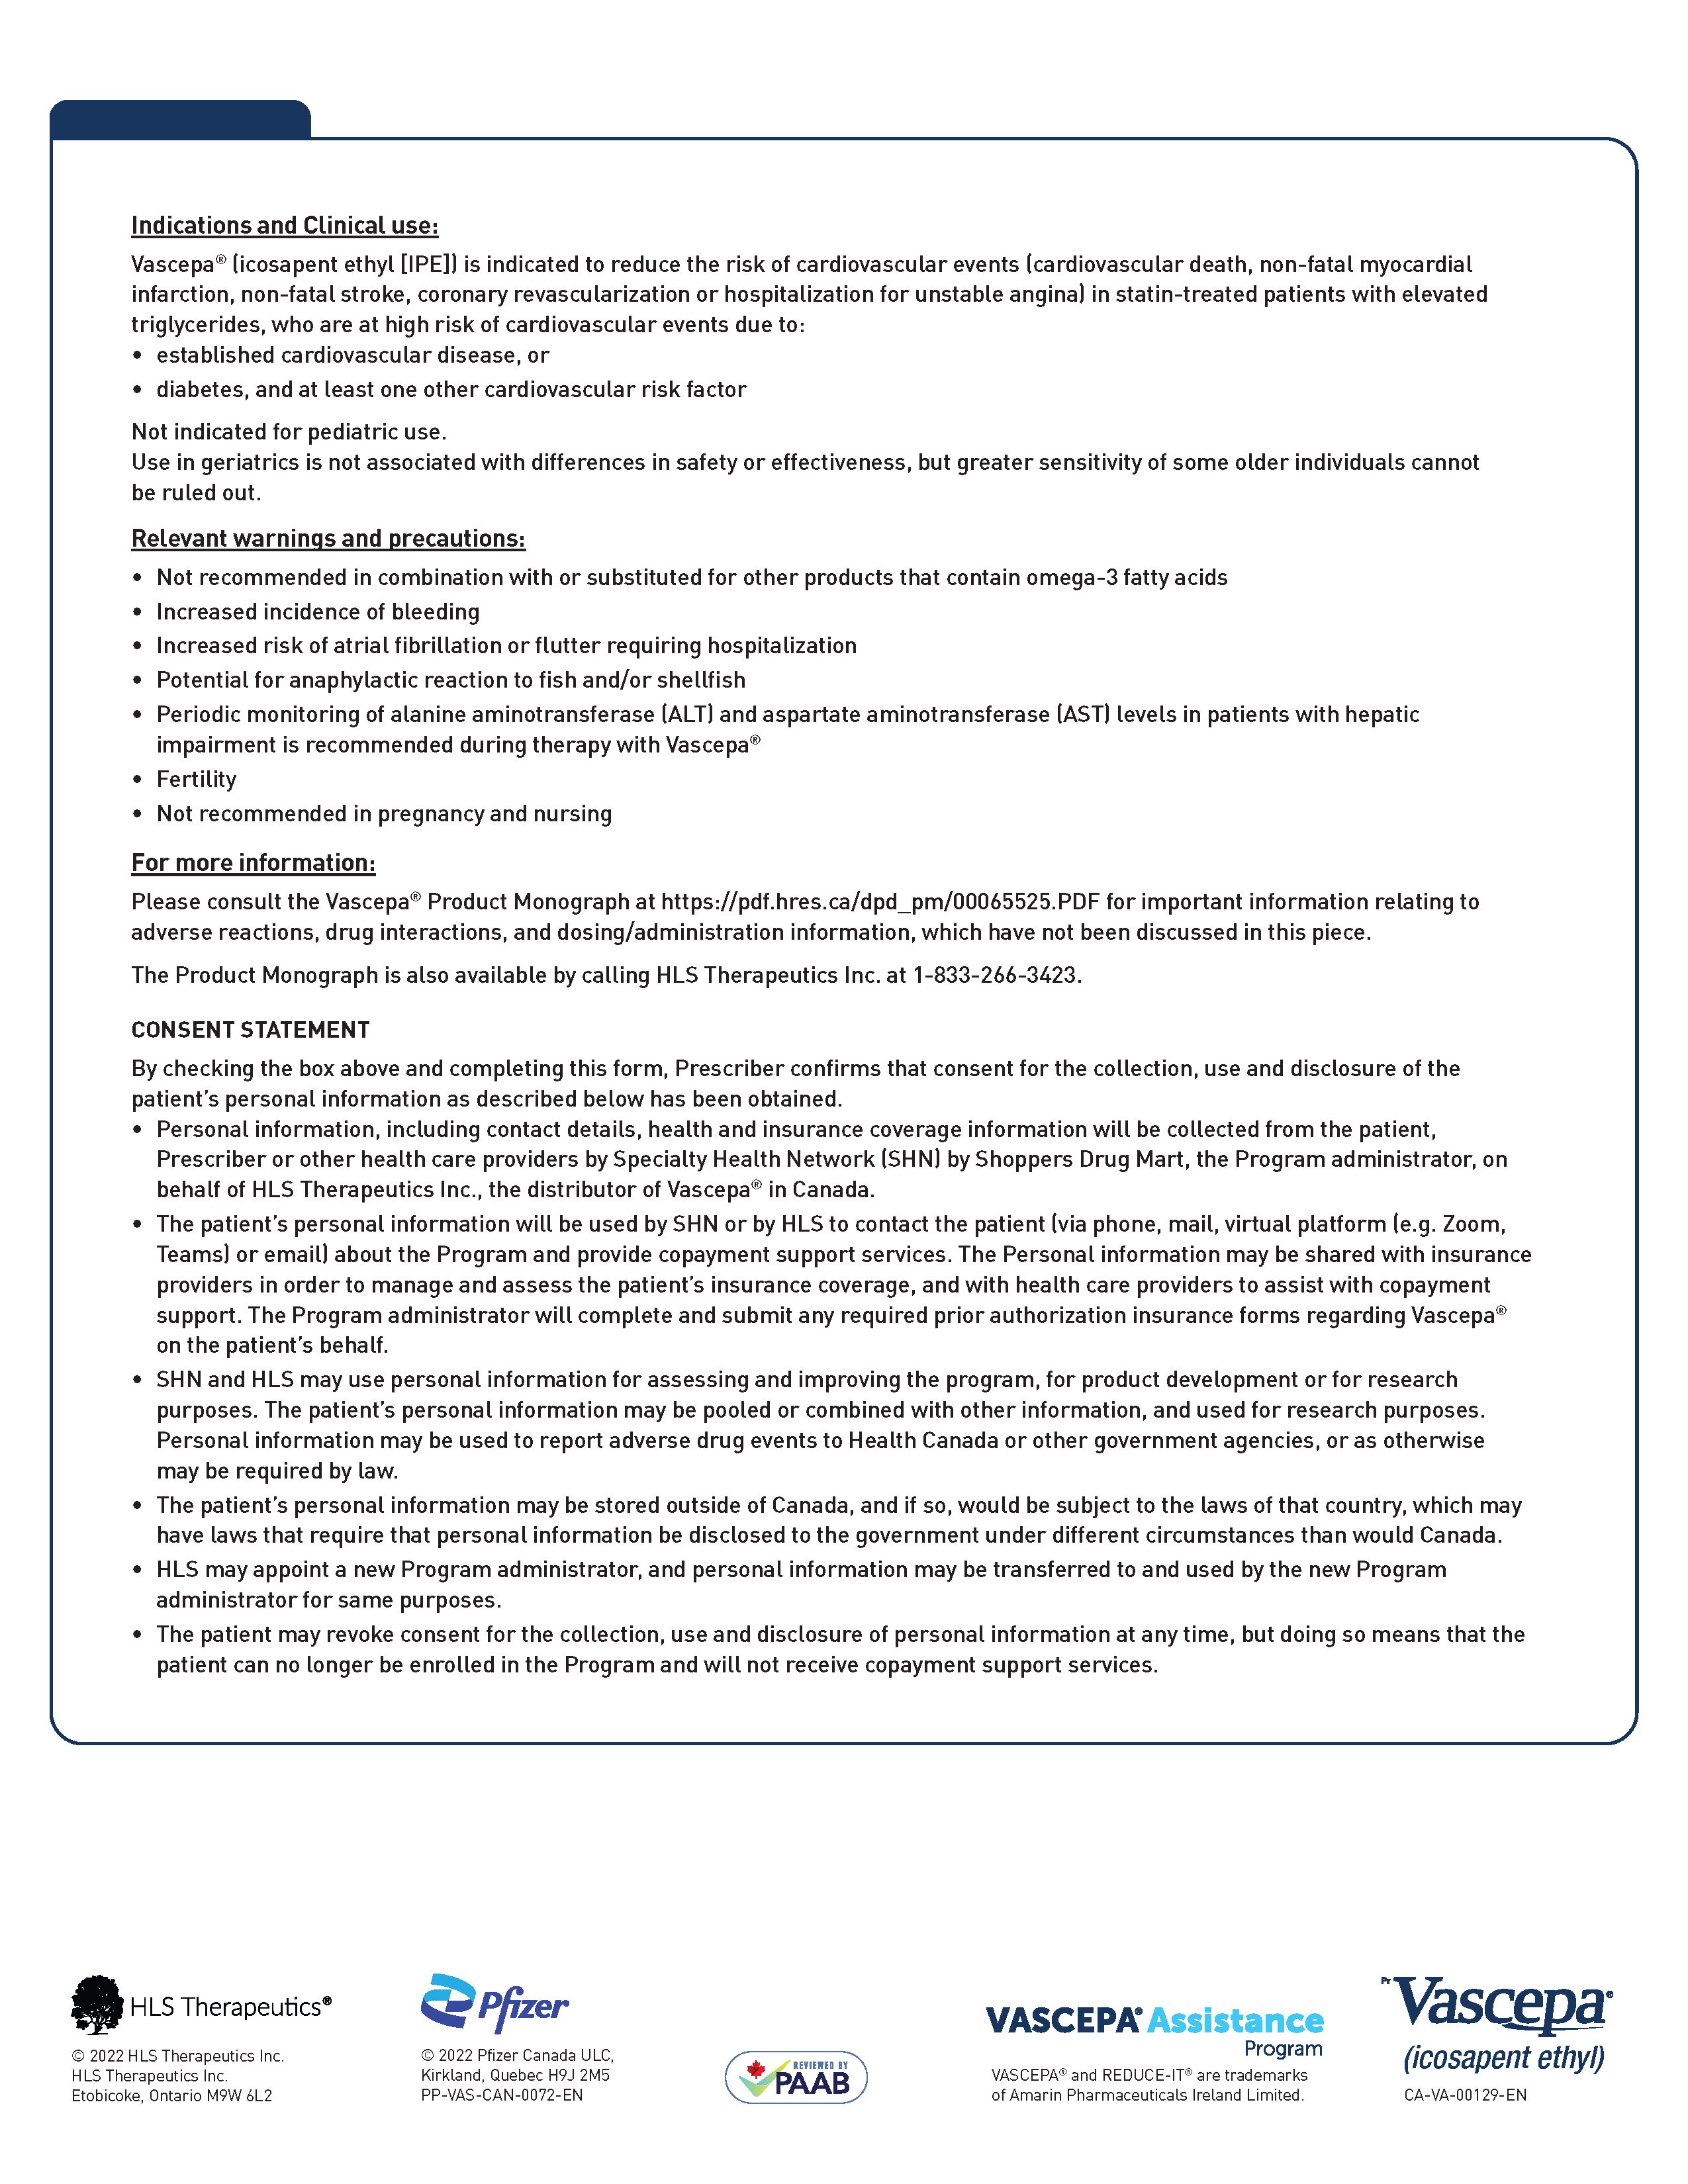 Indications and Clinical use:
Vascepa® (icosapent ethyl [IPE]) is indicated to reduce the risk of cardiovascular events (cardiovascular death, non-fatal myocardial
infarction, non-fatal stroke, coronary revascularization or hospitalization for unstable angina) in statin-treated patients with elevated
triglycerides, who are at high risk of cardiovascular events due to:
• established cardiovascular disease, or
• diabetes, and at least one other cardiovascular risk factor
Not indicated for pediatric use.
Use in geriatrics is not associated with differences in safety or effectiveness, but greater sensitivity of some older individuals cannot
be ruled out.
Relevant warnings and precautions:
• Not recommended in combination with or substituted for other products that contain omega-3 fatty acids
• Increased incidence of bleeding
• Increased risk of atrial fibrillation or flutter requiring hospitalization
• Potential for anaphylactic reaction to fish and/or shellfish
• Periodic monitoring of alanine aminotransferase (ALT) and aspartate aminotransferase (AST) levels in patients with hepatic
impairment is recommended during therapy with Vascepa®
• Fertility
• Not recommended in pregnancy and nursing
For more information:
Please consult the Vascepa® Product Monograph at https://pdf.hres.ca/dpd_pm/00065525.PDF for important information relating to
adverse reactions, drug interactions, and dosing/administration information, which have not been discussed in this piece.
The Product Monograph is also available by calling HLS Therapeutics Inc. at 1-833-266-3423.
CONSENT STATEMENT
By checking the box above and completing this form, Prescriber confirms that consent for the collection, use and disclosure of the
patient's personal information as described below has been obtained.
• Personal information, including contact details, health and insurance coverage information will be collected from the patient,
Prescriber or other health care providers by Specialty Health Network (SHN) by Shoppers Drug Mart, the Program administrator, on
behalf of HLS Therapeutics Inc., the distributor of Vascepa® in Canada.
• The patient's personal information will be used by SHN or by HLS to contact the patient (via phone, mail, virtual platform (e.g. Zoom,
Teams) or email) about the Program and provide copayment support services. The Personal information may be shared with insurance
providers in order to manage and assess the patient's insurance coverage, and with health care providers to assist with copayment
support. The Program administrator will complete and submit any required prior authorization insurance forms regarding Vascepa®
on the patient's behalf.
• SHN and HLS may use personal information for assessing and improving the program, for product development or for research
purposes. The patient's personal information may be pooled or combined with other information, and used for research purposes.
Personal information may be used to report adverse drug events to Health Canada or other government agencies, or as otherwise
may be required by law.
• The patient's personal information may be stored outside of Canada, and if so, would be subject to the laws of that country, which may
have laws that require that personal information be disclosed to the government under different circumstances than would Canada.
• HLS may appoint a new Program administrator, and personal information may be transferred to and used by the new Program
administrator for same purposes.
• The patient may revoke consent for the collection, use and disclosure of personal information at any time, but doing so means that the
patient can no longer be enrolled in the Program and will not receive copayment support services.
HLS Therapeutics®
© 2022 HLS Therapeutics Inc.
HLS Therapeutics Inc.
Etobicoke, Ontario M9W 6L2
Pfizer
© 2022 Pfizer Canada ULC,
Kirkland, Quebec H9J 2M5
PP-VAS-CAN-0072-EN
REVIEWED BY
PAAB
VASCEPA® Assistance
Program
VASCEPA® and REDUCE-IT® are trademarks
of Amarin Pharmaceuticals Ireland Limited.
Pr Vascepa®
(icosapent ethyl)
CA-VA-00129-EN